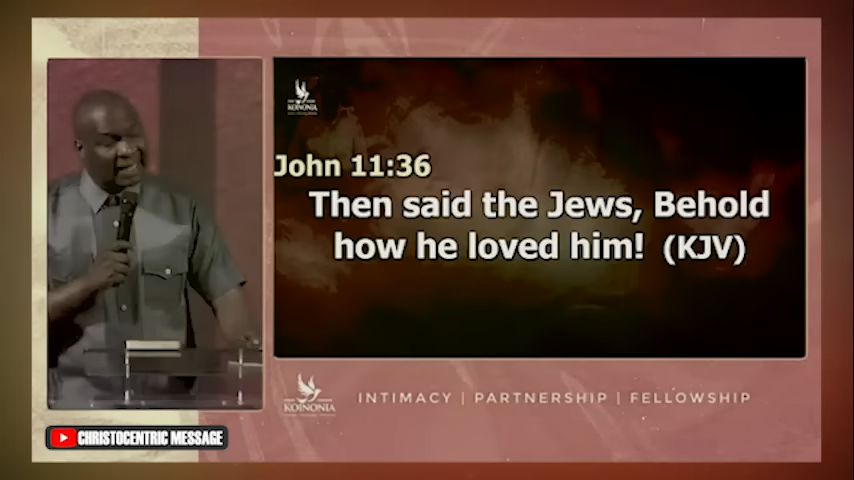 KOINONIA
John 11:36
Then said the Jews, Behold
how he loved him! (KJV)
KOINONIA
INTIMACY | PARTNERSHIP | FELLOWSHIP
CHRISTOCENTRIC MESSAGE